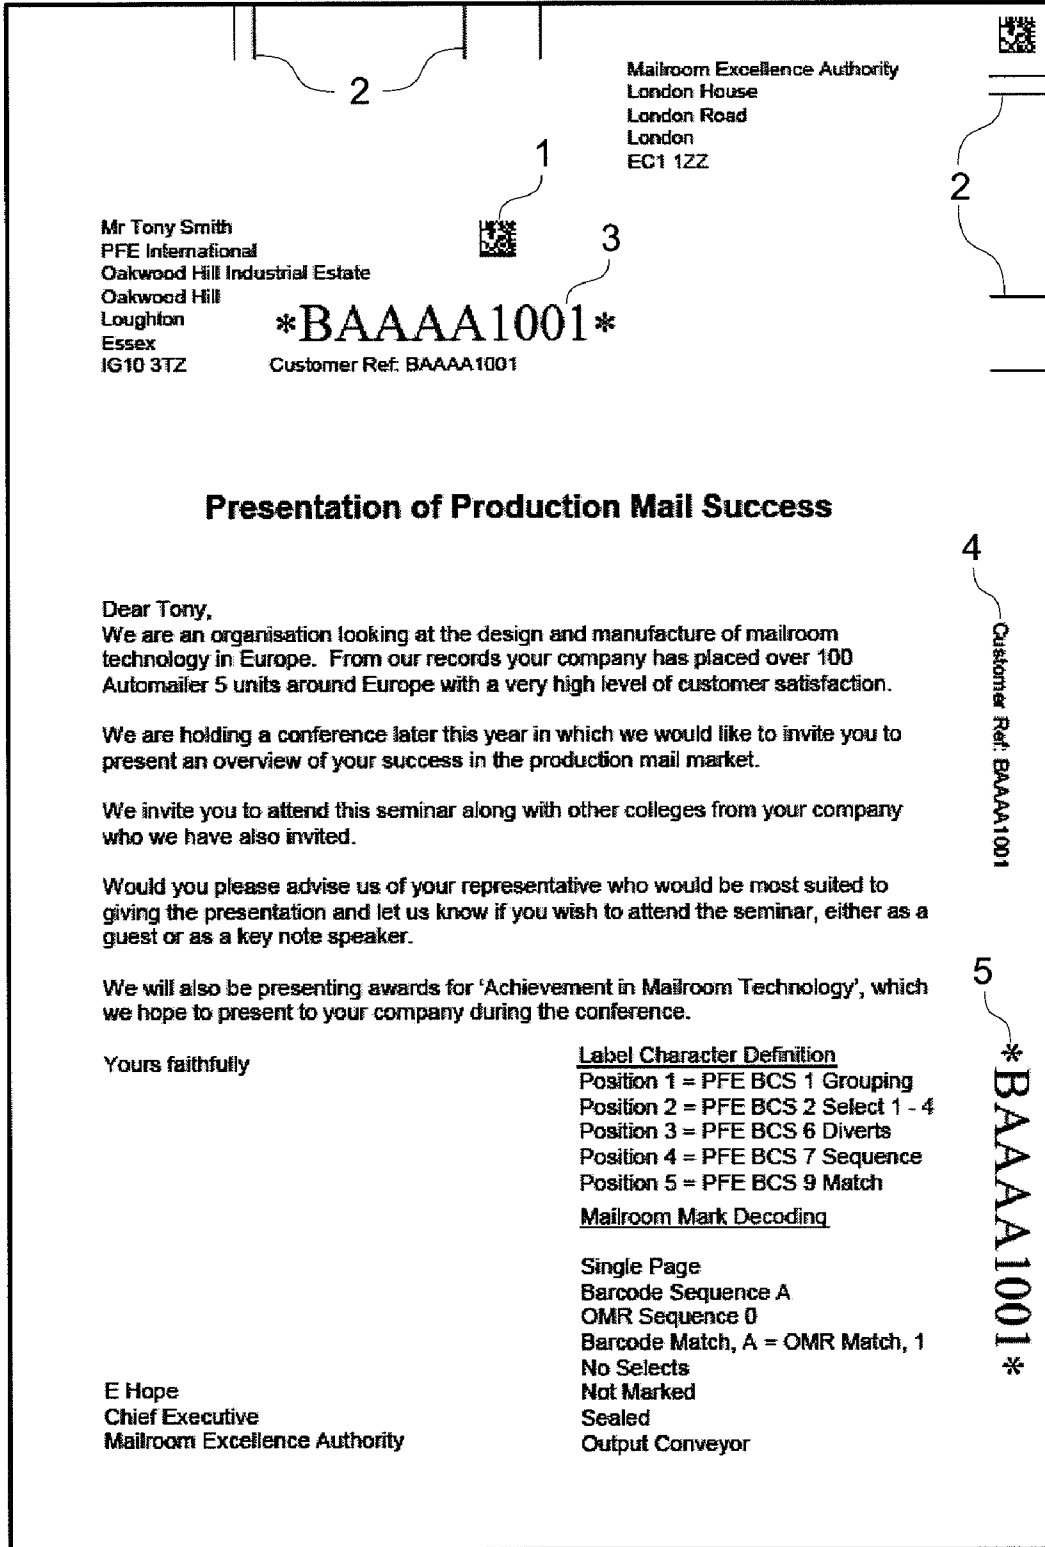 2
Mailroom Excellence Authority
London House
London Road
London
EC1 1ZZ
1
2
Mr Tony Smith
PFE International
Oakwood Hill Industrial Estate
Oakwood Hill
Loughton
Essex
IG10 3TZ
3
*BAAAA1001*
Customer Ref: BAAAA1001
Presentation of Production Mail Success
4
Customer Ref: BAAAA1001
Dear Tony,
We are an organisation looking at the design and manufacture of mailroom
technology in Europe. From our records your company has placed over 100
Automailer 5 units around Europe with a very high level of customer satisfaction.
We are holding a conference later this year in which we would like to invite you to
present an overview of your success in the production mail market.
We invite you to attend this seminar along with other colleges from your company
who we have also invited.
Would you please advise us of your representative who would be most suited to
giving the presentation and let us know if you wish to attend the seminar, either as a
guest or as a key note speaker.
We will also be presenting awards for 'Achievement in Mailroom Technology', which
we hope to present to your company during the conference.
5
*BAAAA1001*
Yours faithfully
Label Character Definition
Position 1 = PFE BCS 1 Grouping
Position 2 = PFE BCS 2 Select 1 - 4
Position 3 = PFE BCS 6 Diverts
Position 4 = PFE BCS 7 Sequence
Position 5 = PFE BCS 9 Match
Mailroom Mark Decoding
Single Page
Barcode Sequence A
OMR Sequence 0
Barcode Match, A = OMR Match, 1
No Selects
Not Marked
Sealed
Output Conveyor
E Hope
Chief Executive
Mailroom Excellence Authority